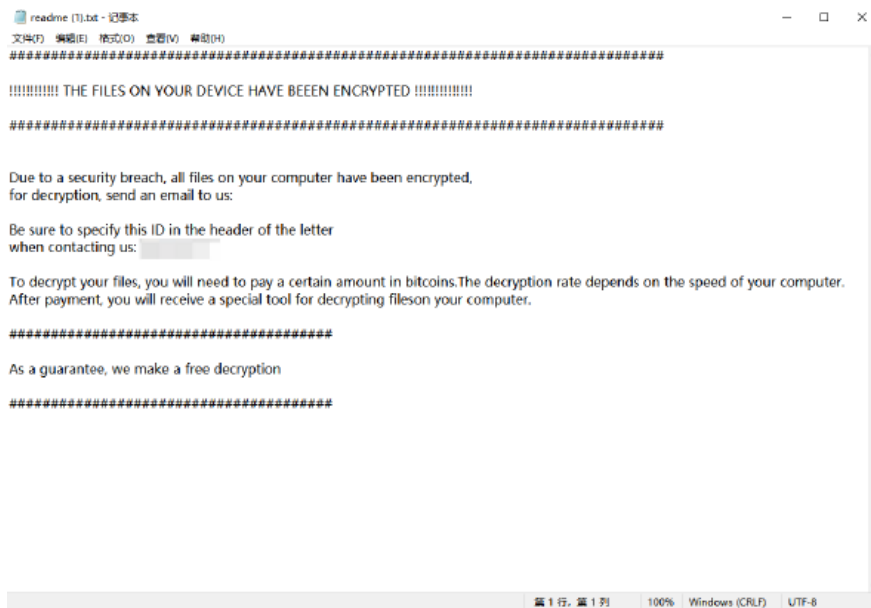 readme (1).txt - 记事本
文件(F) 编辑(E) 格式(O) 查看(V) 帮助(H)
###############################################################################
!!!!!!!!!!!! THE FILES ON YOUR DEVICE HAVE BEEEN ENCRYPTED !!!!!!!!!!!!!!
###############################################################################
Due to a security breach, all files on your computer have been encrypted,
for decryption, send an email to us:
Be sure to specify this ID in the header of the letter
when contacting us:
To decrypt your files, you will need to pay a certain amount in bitcoins.The decryption rate depends on the speed of your computer.
After payment, you will receive a special tool for decrypting fileson your computer.
#######################################
As a guarantee, we make a free decryption
#######################################
第 1 行，第 1 列 100% Windows (CRLF) UTF-8